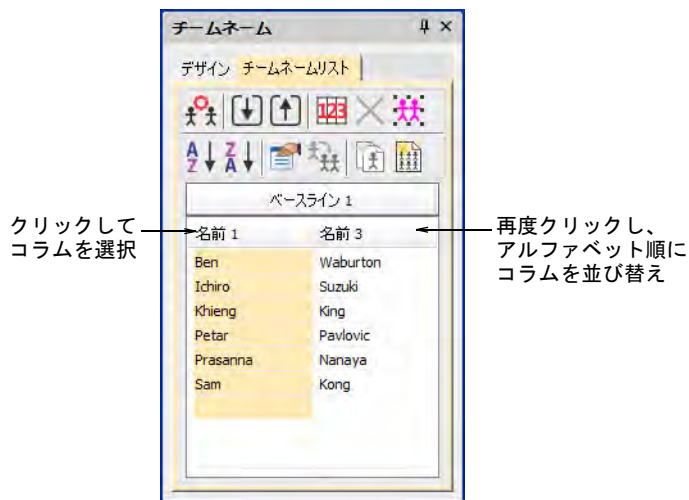 チームネーム
デザイン チームネームリスト
123
A Z Z A
ベースライン 1
クリックして
コラムを選択
名前 1 名前 3
再度クリックし、
アルファベット順に
コラムを並び替え
Ben Waburton
Ichiro Suzuki
Khieng King
Petar Pavlovic
Prasanna Nanaya
Sam Kong